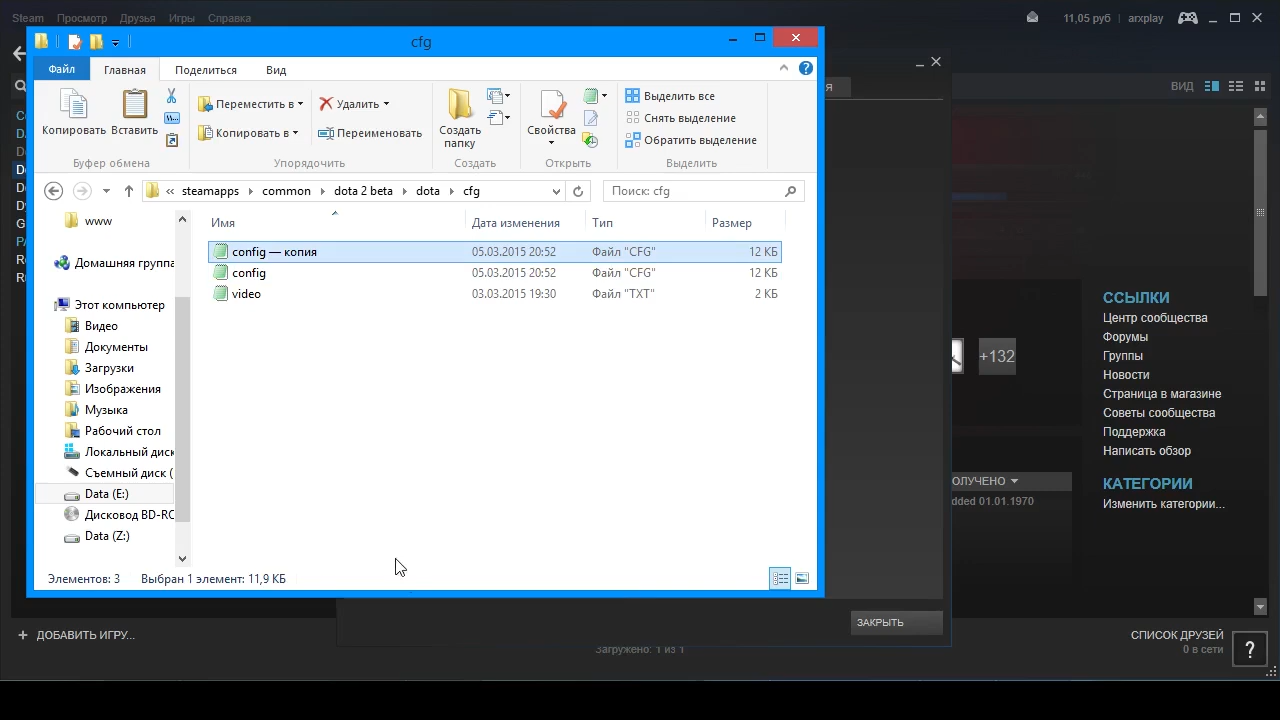 Steam Просмотр Друзья Игры Справка
11,05 руб arxplay
cfg
Файл Главная Поделиться Вид
Копировать
Вставить
Переместить в
Копировать в
Удалить
Переименовать
Создать
папку
Свойства
Выделить все
Снять выделение
Обратить выделение
Буфер обмена Упорядочить Создать Открыть Выделить
« steamapps common dota 2 beta dota cfg
Поиск: cfg
Имя Дата изменения Тип Размер
config — копия 05.03.2015 20:52 Файл "CFG" 12 КБ
config 05.03.2015 20:52 Файл "CFG" 12 КБ
video 03.03.2015 19:30 Файл "TXT" 2 КБ
www
Домашняя группа
Этот компьютер
Видео
Документы
Загрузки
Изображения
Музыка
Рабочий стол
Локальный диск
Съемный диск (
Data (E:)
Дисковод BD-RO
Data (Z:)
Элементов: 3 Выбран 1 элемент: 11,9 КБ
Я
ВИД
+132
ОЛУЧЕНО
dded 01.01.1970
ССЫЛКИ
Центр сообщества
Форумы
Группы
Новости
Страница в магазине
Советы сообщества
Поддержка
Написать обзор
КАТЕГОРИИ
Изменить категории...
ЗАКРЫТЬ
+ ДОБАВИТЬ ИГРУ...
Загружено: 1 из 1
СПИСОК ДРУЗЕЙ
0 в сети
?